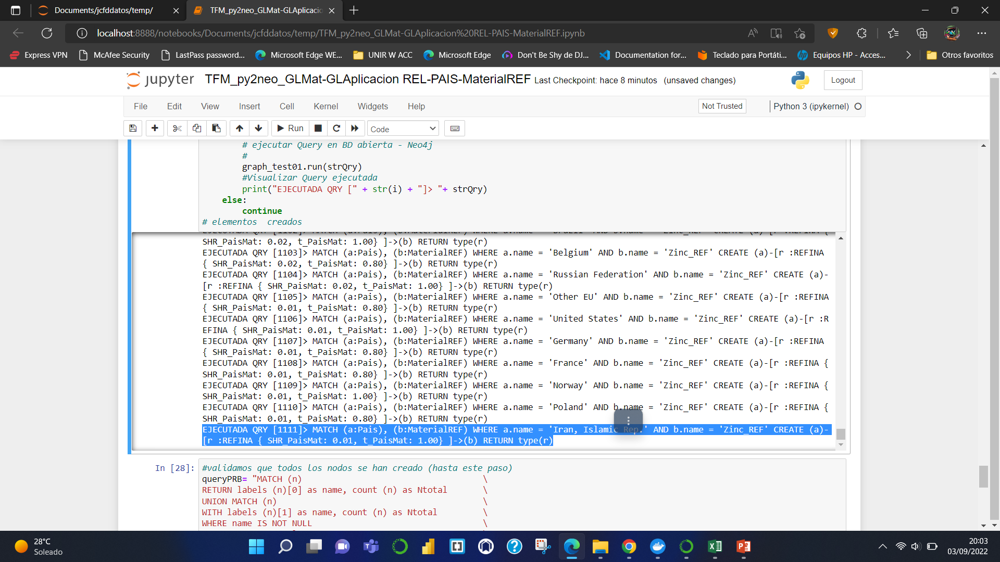 Documents/jcfddatos/temp/
TFM_py2neo_GLMat-GLAplicacio
localhost:8888/notebooks/Documents/jcfddatos/temp/TFM_py2neo_GLMat-GLAplicacion%20REL-PAIS-MaterialREF.ipynb
Express VPN McAfee Security LastPass password... Microsoft Edge WE... UNIR W ACC Microsoft Edge Don't Be Shy de DJ... Documentation for... Teclado para Portáti... Equipos HP - Acces... Otros favoritos
jupyter TFM_py2neo_GLMat-GLAplicacion REL-PAIS-MaterialREF Last Checkpoint: hace 8 minutos (unsaved changes) Logout
File Edit View Insert Cell Kernel Widgets Help Not Trusted Python 3 (ipykernel)
Run Code
# ejecutar Query en BD abierta - Neo4j
#
graph_test01.run(strQry)
#Visualizar Query ejecutada
print("EJECUTADA QRY [" + str(i) + "]> "+ strQry)
else:
continue
# elementos  creados
SHR_PaisMat: 0.02, t_PaisMat: 1.00} ]->(b) RETURN type(r)
EJECUTADA QRY [1103]> MATCH (a:Pais), (b:MaterialREF) WHERE a.name = 'Belgium' AND b.name = 'Zinc_REF' CREATE (a)-[r :REFINA
{ SHR_PaisMat: 0.02, t_PaisMat: 0.80} ]->(b) RETURN type(r)
EJECUTADA QRY [1104]> MATCH (a:Pais), (b:MaterialREF) WHERE a.name = 'Russian Federation' AND b.name = 'Zinc_REF' CREATE (a)-
[r :REFINA { SHR_PaisMat: 0.02, t_PaisMat: 1.00} ]->(b) RETURN type(r)
EJECUTADA QRY [1105]> MATCH (a:Pais), (b:MaterialREF) WHERE a.name = 'Other EU' AND b.name = 'Zinc_REF' CREATE (a)-[r :REFINA
{ SHR_PaisMat: 0.01, t_PaisMat: 0.80} ]->(b) RETURN type(r)
EJECUTADA QRY [1106]> MATCH (a:Pais), (b:MaterialREF) WHERE a.name = 'United States' AND b.name = 'Zinc_REF' CREATE (a)-[r :R
EFINA { SHR_PaisMat: 0.01, t_PaisMat: 1.00} ]->(b) RETURN type(r)
EJECUTADA QRY [1107]> MATCH (a:Pais), (b:MaterialREF) WHERE a.name = 'Germany' AND b.name = 'Zinc_REF' CREATE (a)-[r :REFINA
{ SHR_PaisMat: 0.01, t_PaisMat: 0.80} ]->(b) RETURN type(r)
EJECUTADA QRY [1108]> MATCH (a:Pais), (b:MaterialREF) WHERE a.name = 'France' AND b.name = 'Zinc_REF' CREATE (a)-[r :REFINA {
SHR_PaisMat: 0.01, t_PaisMat: 0.80} ]->(b) RETURN type(r)
EJECUTADA QRY [1109]> MATCH (a:Pais), (b:MaterialREF) WHERE a.name = 'Norway' AND b.name = 'Zinc_REF' CREATE (a)-[r :REFINA {
SHR_PaisMat: 0.01, t_PaisMat: 1.00} ]->(b) RETURN type(r)
EJECUTADA QRY [1110]> MATCH (a:Pais), (b:MaterialREF) WHERE a.name = 'Poland' AND b.name = 'Zinc_REF' CREATE (a)-[r :REFINA {
SHR_PaisMat: 0.01, t_PaisMat: 0.80} ]->(b) RETURN type(r)
EJECUTADA QRY [1111]> MATCH (a:Pais), (b:MaterialREF) WHERE a.name = 'Iran, Islamic Rep.' AND b.name = 'Zinc_REF' CREATE (a)-
[r :REFINA { SHR_PaisMat: 0.01, t_PaisMat: 1.00} ]->(b) RETURN type(r)
In [28]: #validamos que todos los nodos se han creado (hasta este paso)
queryPRB= "MATCH (n) \
RETURN labels (n)[0] as name, count (n) as Ntotal \
UNION MATCH (n) \
WITH labels (n)[1] as name, count (n) as Ntotal \
WHERE name IS NOT NULL \
28°C
Soleado
20:03
03/09/2022